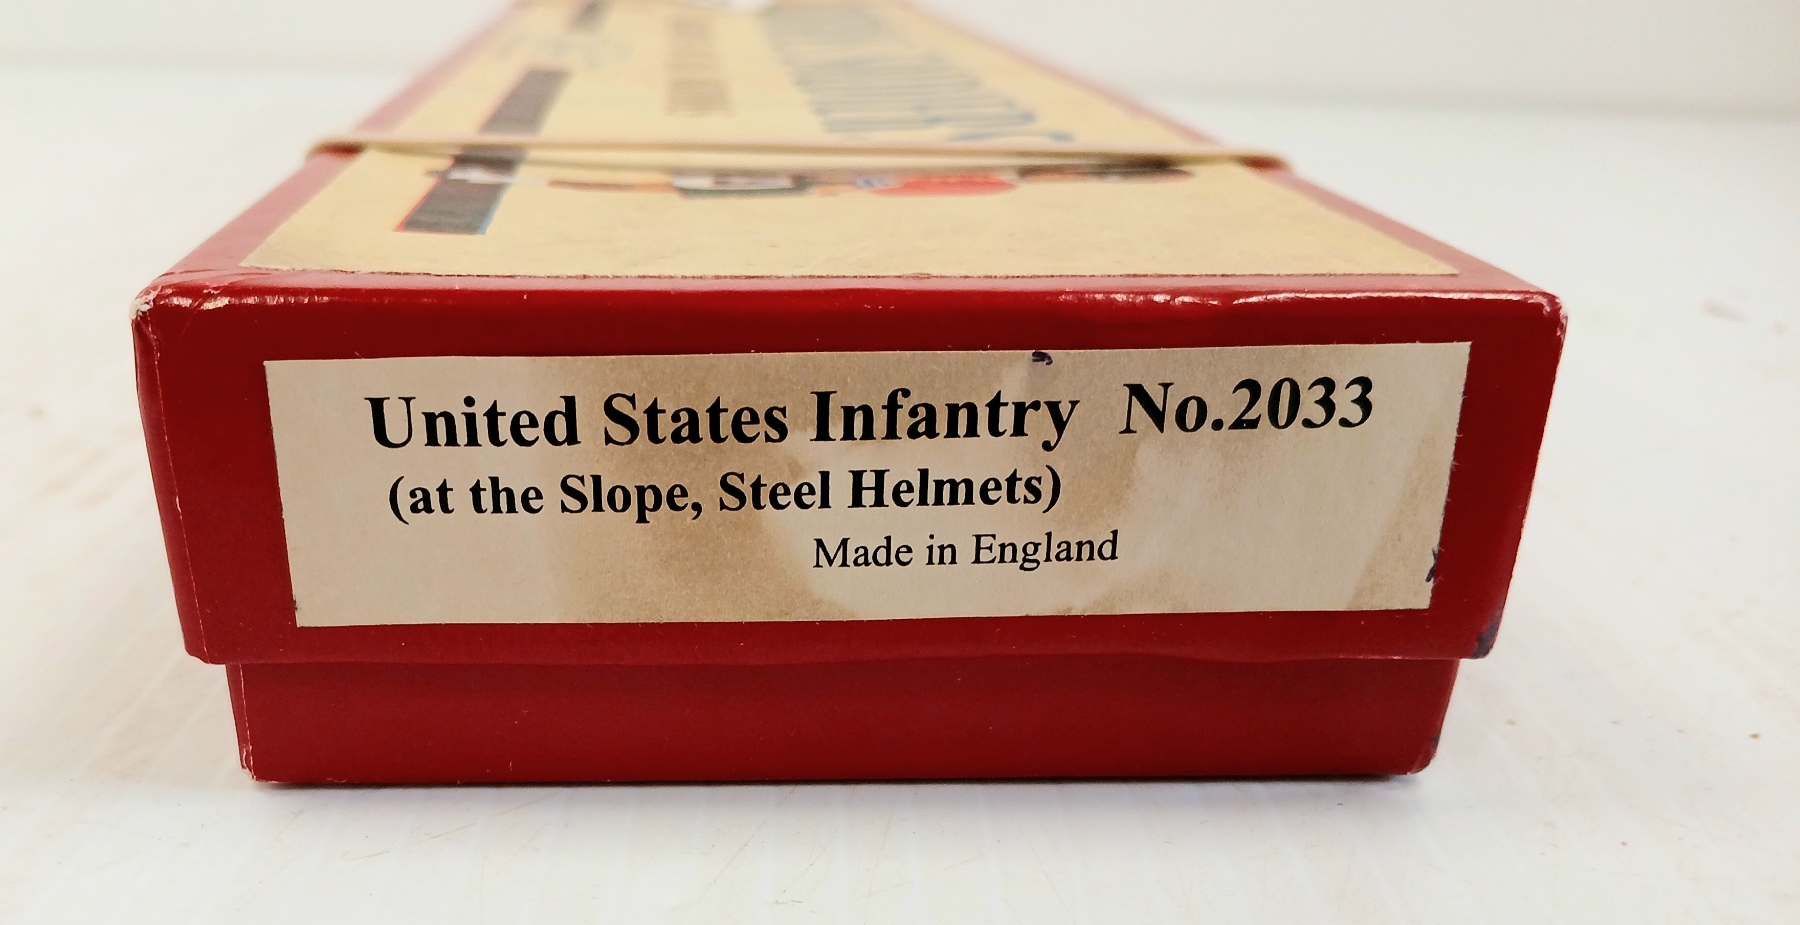 United States Infantry No.2033
(at the Slope, Steel Helmets)
Made in England